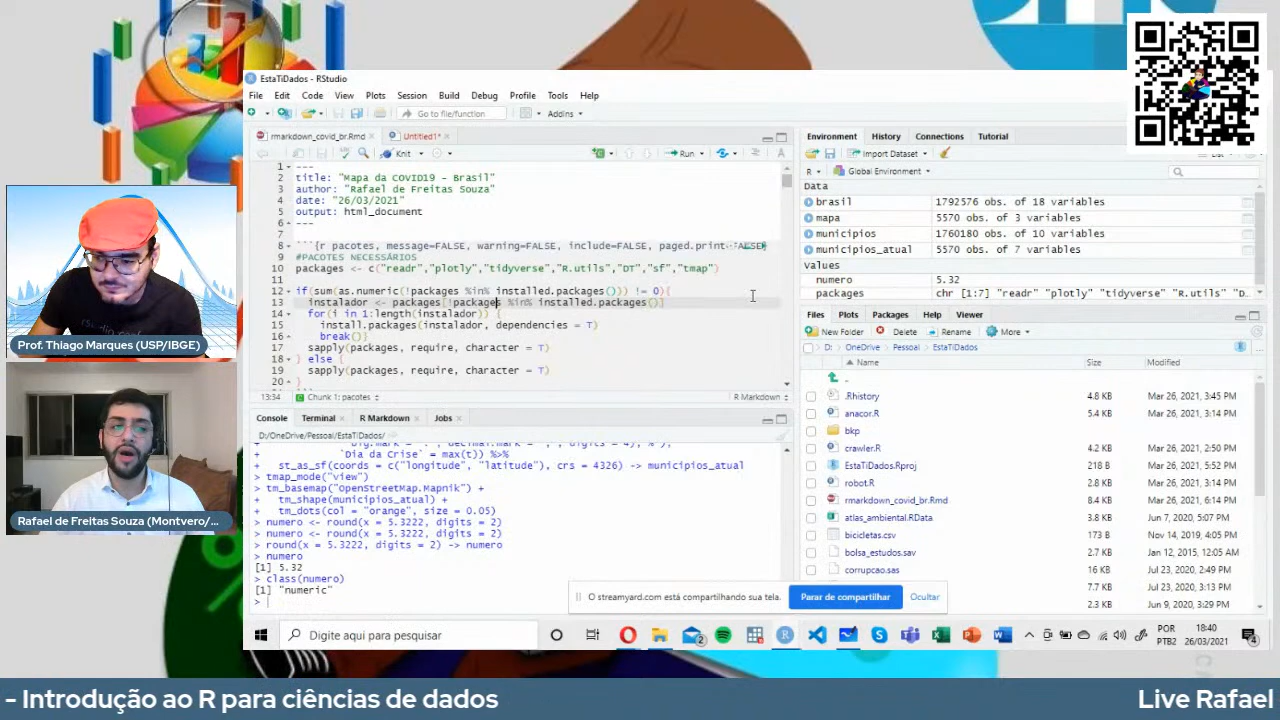 EstaTiDados - RStudio
File Edit Code View Plots Session Build Debug Profile Tools Help
Go to file/function Addins
rmarkdown_covid_br.Rmd Untitled1*
Knit Run
1 ---
2 title: "Mapa da COVID19 - Brasil"
3 author: "Rafael de Freitas Souza"
4 date: "26/03/2021"
5 output: html_document
6 ---
7
8 ```{r pacotes, message=FALSE, warning=FALSE, include=FALSE, paged.print=FALSE}
9 #PACOTES NECESSÁRIOS
10 packages <- c("readr","plotly","tidyverse","R.utils","DT","sf","tmap")
11
12 if(sum(as.numeric(!packages %in% installed.packages())) != 0){
13 instalador <- packages[!packages %in% installed.packages()]
14 for(i in 1:length(instalador)) {
15 install.packages(instalador, dependencies = T)
16 break()}
17 sapply(packages, require, character = T)
18 } else {
19 sapply(packages, require, character = T)
20 }
13:34 Chunk 1: pacotes R Markdown
Console Terminal R Markdown Jobs
D:/OneDrive/Pessoal/EstaTiDados/
+ `Dia da Crise` = max(t)) %>%
+ st_as_sf(coords = c("longitude", "latitude"), crs = 4326) -> municipios_atual
> tmap_mode("view")
> tm_basemap("OpenStreetMap.Mapnik") +
+ tm_shape(municipios_atual) +
+ tm_dots(col = "orange", size = 0.05)
> numero <- round(x = 5.3222, digits = 2)
> numero <- round(x = 5.3222, digits = 2)
> round(x = 5.3222, digits = 2) -> numero
> numero
[1] 5.32
> class(numero)
[1] "numeric"
>
Environment History Connections Tutorial
Import Dataset
R Global Environment
Data
brasil 1792576 obs. of 18 variables
mapa 5570 obs. of 3 variables
municipios 1760180 obs. of 10 variables
municipios_atual 5570 obs. of 7 variables
values
numero 5.32
packages chr [1:7] "readr" "plotly" "tidyverse" "R.utils" "D…
Files Plots Packages Help Viewer
New Folder Delete Rename More
D: OneDrive Pessoal EstaTiDados
Name Size Modified
..
.Rhistory 4.8 KB Mar 26, 2021, 3:45 PM
anacor.R 5.4 KB Mar 26, 2021, 3:14 PM
bkp
crawler.R 4.2 KB Mar 26, 2021, 3:50 PM
EstaTiDados.Rproj 218 B Mar 26, 2021, 5:52 PM
robot.R 2.8 KB Mar 26, 2021, 3:14 PM
rmarkdown_covid_br.Rmd 8.4 KB Mar 26, 2021, 6:14 PM
atlas_ambiental.RData Jun 7, 2020, 5:07 PM
bicicletas.csv 173 B Nov 14, 2019, 4:05 PM
bolsa_estudos.sav 2.7 KB Jan 12, 2015, 12:05 AM
corrupcao.sas 16 KB Jul 23, 2020, 2:49 PM
7.7 KB Jul 23, 2020, 3:13 PM
2.3 KB Jun 9, 2020, 3:29 PM
O streamyard.com está compartilhando sua tela. Parar de compartilhar Ocultar
Digite aqui para pesquisar
POR
PTB2
18:40
26/03/2021
Prof. Thiago Marques (USP/IBGE)
Rafael de Freitas Souza (Montvero/...
- Introdução ao R para ciências de dados
Live Rafael